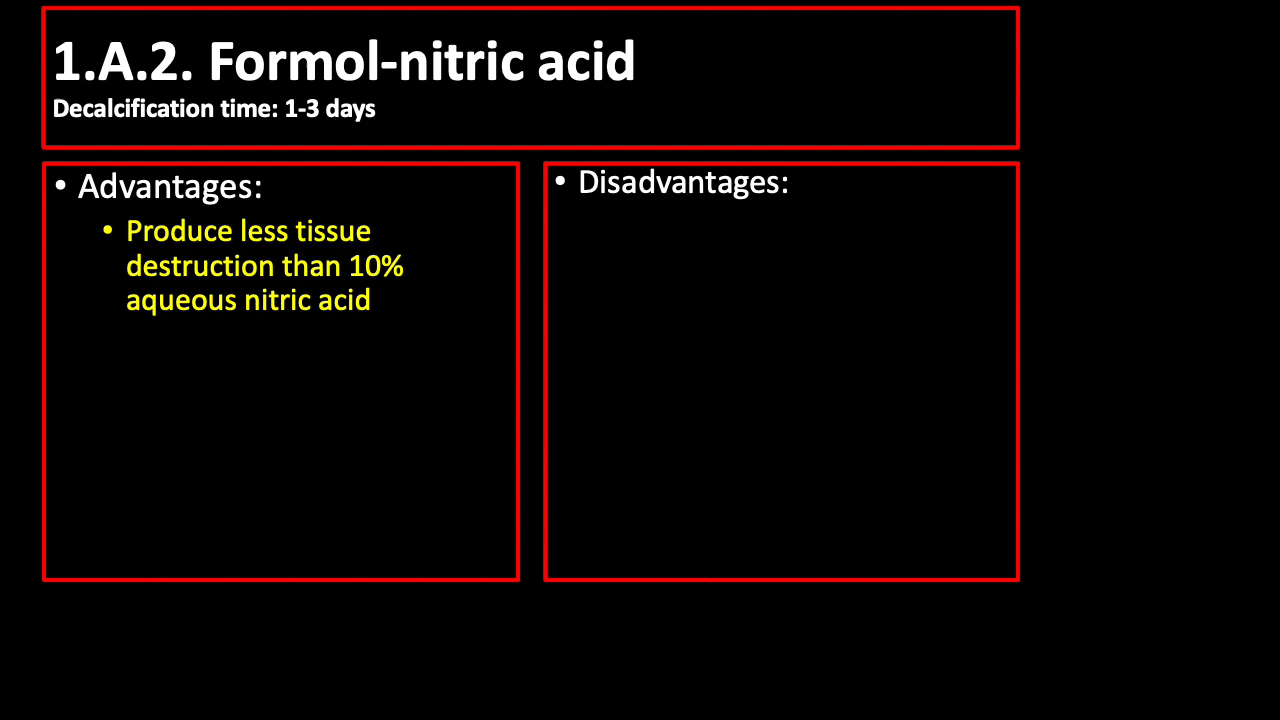 1.A.2. Formol-nitric acid
Decalcification time: 1-3 days
• Advantages:
• Produce less tissue
destruction than 10%
aqueous nitric acid
• Disadvantages: